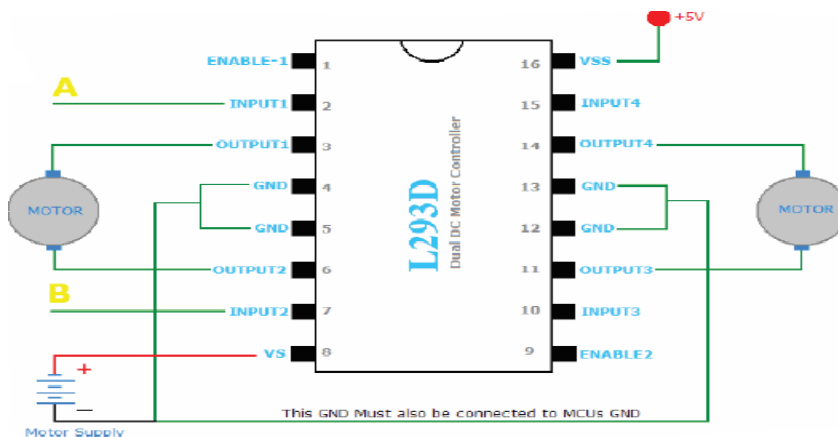 +5V
ENABLE-1 1 16 VSS
A
INPUT1 2 15 INPUT4
OUTPUT1 3 14 OUTPUT4
GND 4 13 GND
MOTOR
L293D
Dual DC Motor Controller
MOTOR
GND 5 12 GND
OUTPUT2 6 11 OUTPUT3
B
INPUT2 7 10 INPUT3
VS 8 9 ENABLE2
+
−
This GND Must also be connected to MCUs GND
Motor Supply